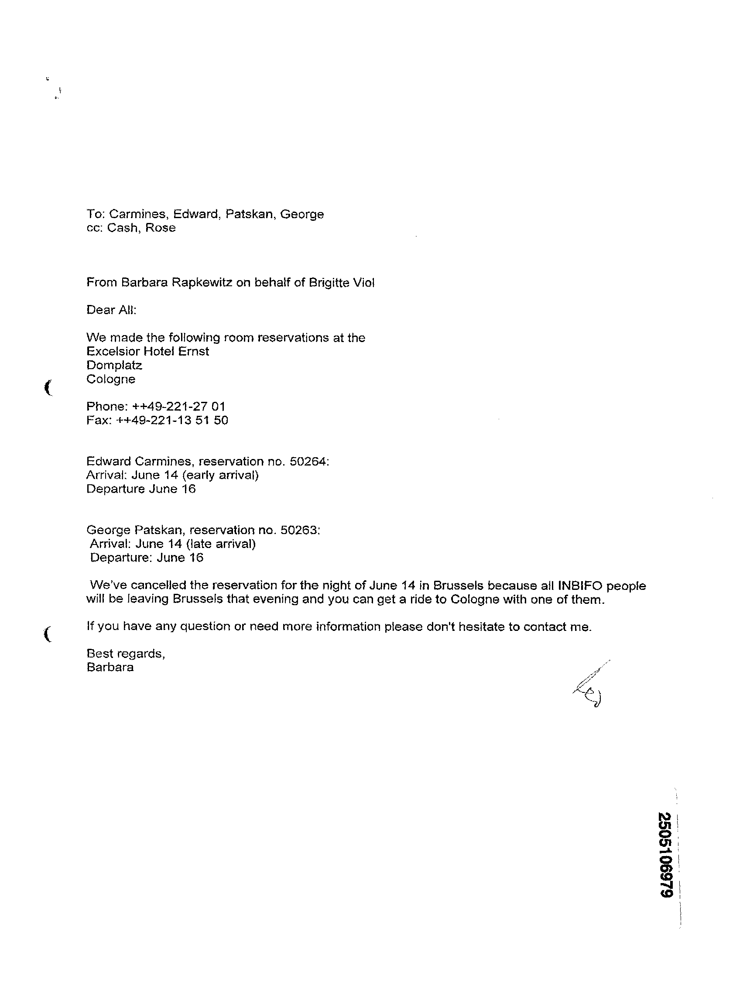 To: Carmines, Edward, Patskan, George
cc: Cash, Rose
From Barbara Rapkewitz on behalf of Brigitte Viol
Dear All:
We made the following room reservations at the
Excelsior Hotel Ernst
Domplatz
Cologne
Phone: ++49-221-27 01
Fax: ++49-221-13 51 50
Edward Carmines, reservation no. 50264:
Arrival: June 14 (early arrival)
Departure June 16
George Patskan, reservation no. 50263:
Arrival: June 14 (late arrival)
Departure: June 16
We've cancelled the reservation for the night of June 14 in Brussels because all INBIFO people
will be leaving Brussels that evening and you can get a ride to Cologne with one of them.
If you have any question or need more information please don't hesitate to contact me.
Best regards,
Barbara
2505106979